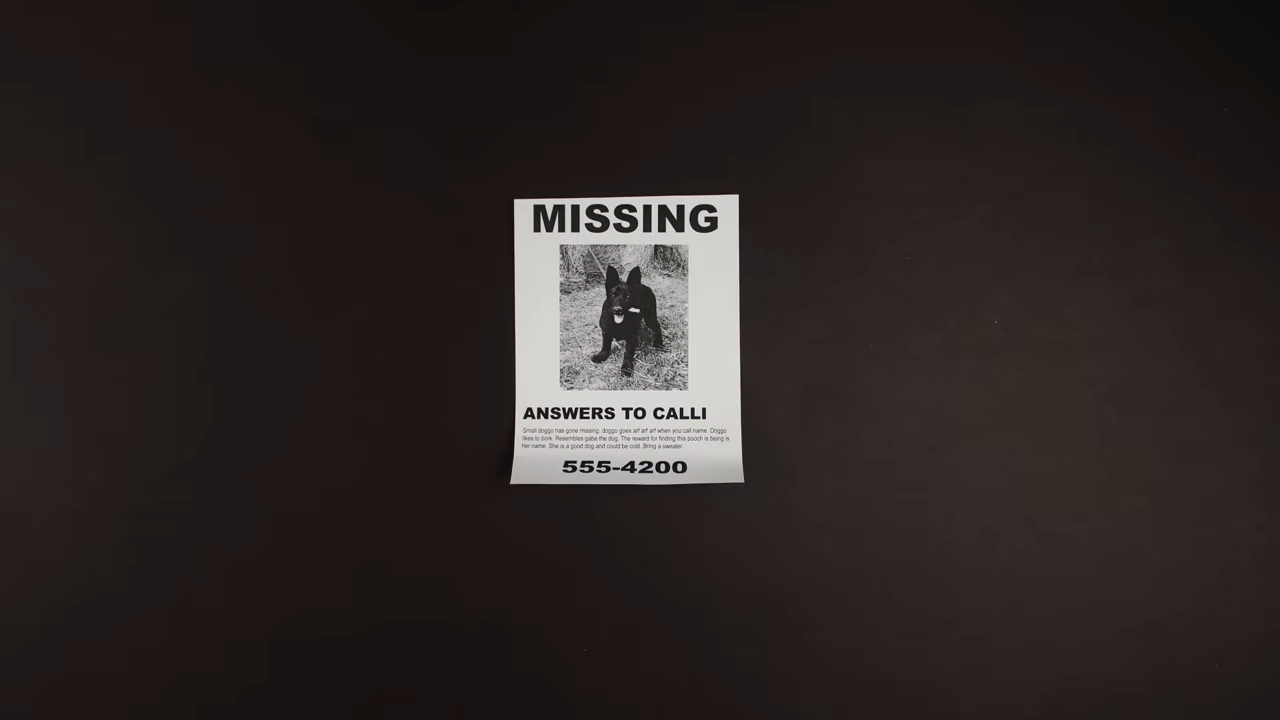 MISSING
ANSWERS TO CALLI
Small doggo has gone missing. doggo goes arf arf arf when you call name. Doggo
likes to bork. Resembles gabe the dog. The reward for finding this pooch is being is
her name. She is a good dog and could be cold. Bring a sweater
555-4200